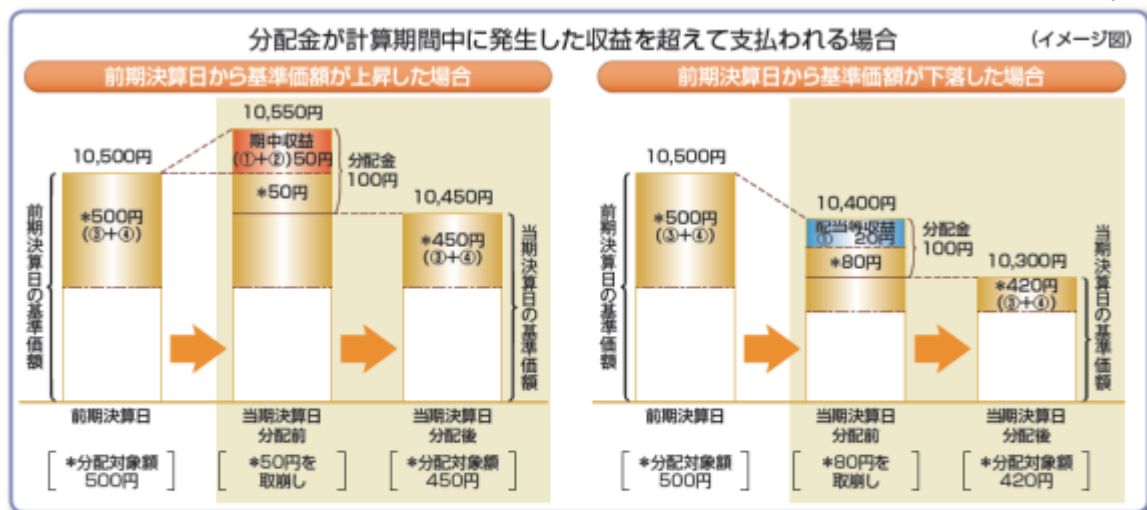 分配金が計算期間中に発生した収益を超えて支払われる場合
(イメージ図)
前期決算日から基準価額が上昇した場合
10,550円
期中収益
(①+②)50円
10,500円
分配金
100円
*50円
10,450円
*500円
(③+④)
*450円
(③+④)
前期決算日の基準価額
当期決算日の基準価額
前期決算日
当期決算日
分配前
当期決算日
分配後
*分配対象額
500円
*50円を
取崩し
*分配対象額
450円
前期決算日から基準価額が下落した場合
10,500円
10,400円
*500円
(③+④)
配当等収益
① 20円
分配金
100円
*80円
10,300円
*420円
(③+④)
前期決算日の基準価額
当期決算日の基準価額
前期決算日
当期決算日
分配前
当期決算日
分配後
*分配対象額
500円
*80円を
取崩し
*分配対象額
420円